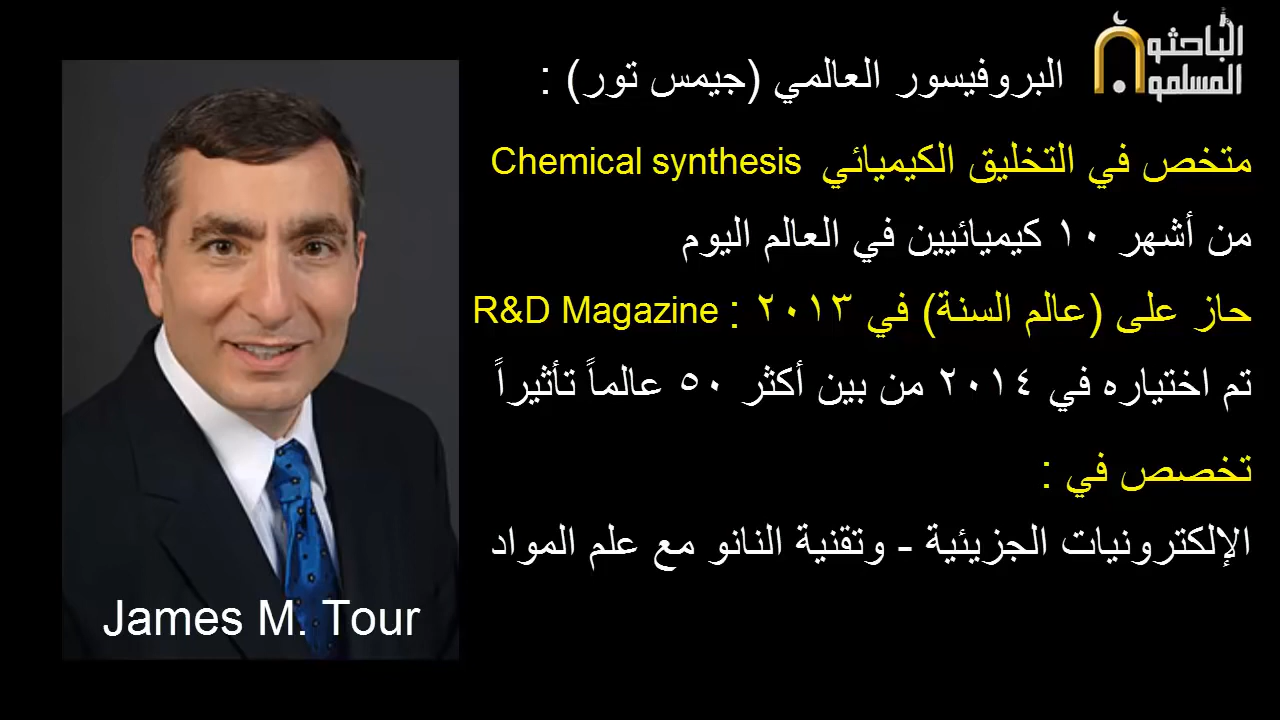 الباحثون
المسلمون
البروفيسور العالمي (جيمس تور) :
متخص في التخليق الكيميائي Chemical synthesis
من أشهر ١٠ كيميائيين في العالم اليوم
حاز على (عالم السنة) في ٢٠١٣ : R&D Magazine
تم اختياره في ٢٠١٤ من بين أكثر ٥٠ عالماً تأثيراً
تخصص في :
الإلكترونيات الجزيئية - وتقنية النانو مع علم المواد
James M. Tour